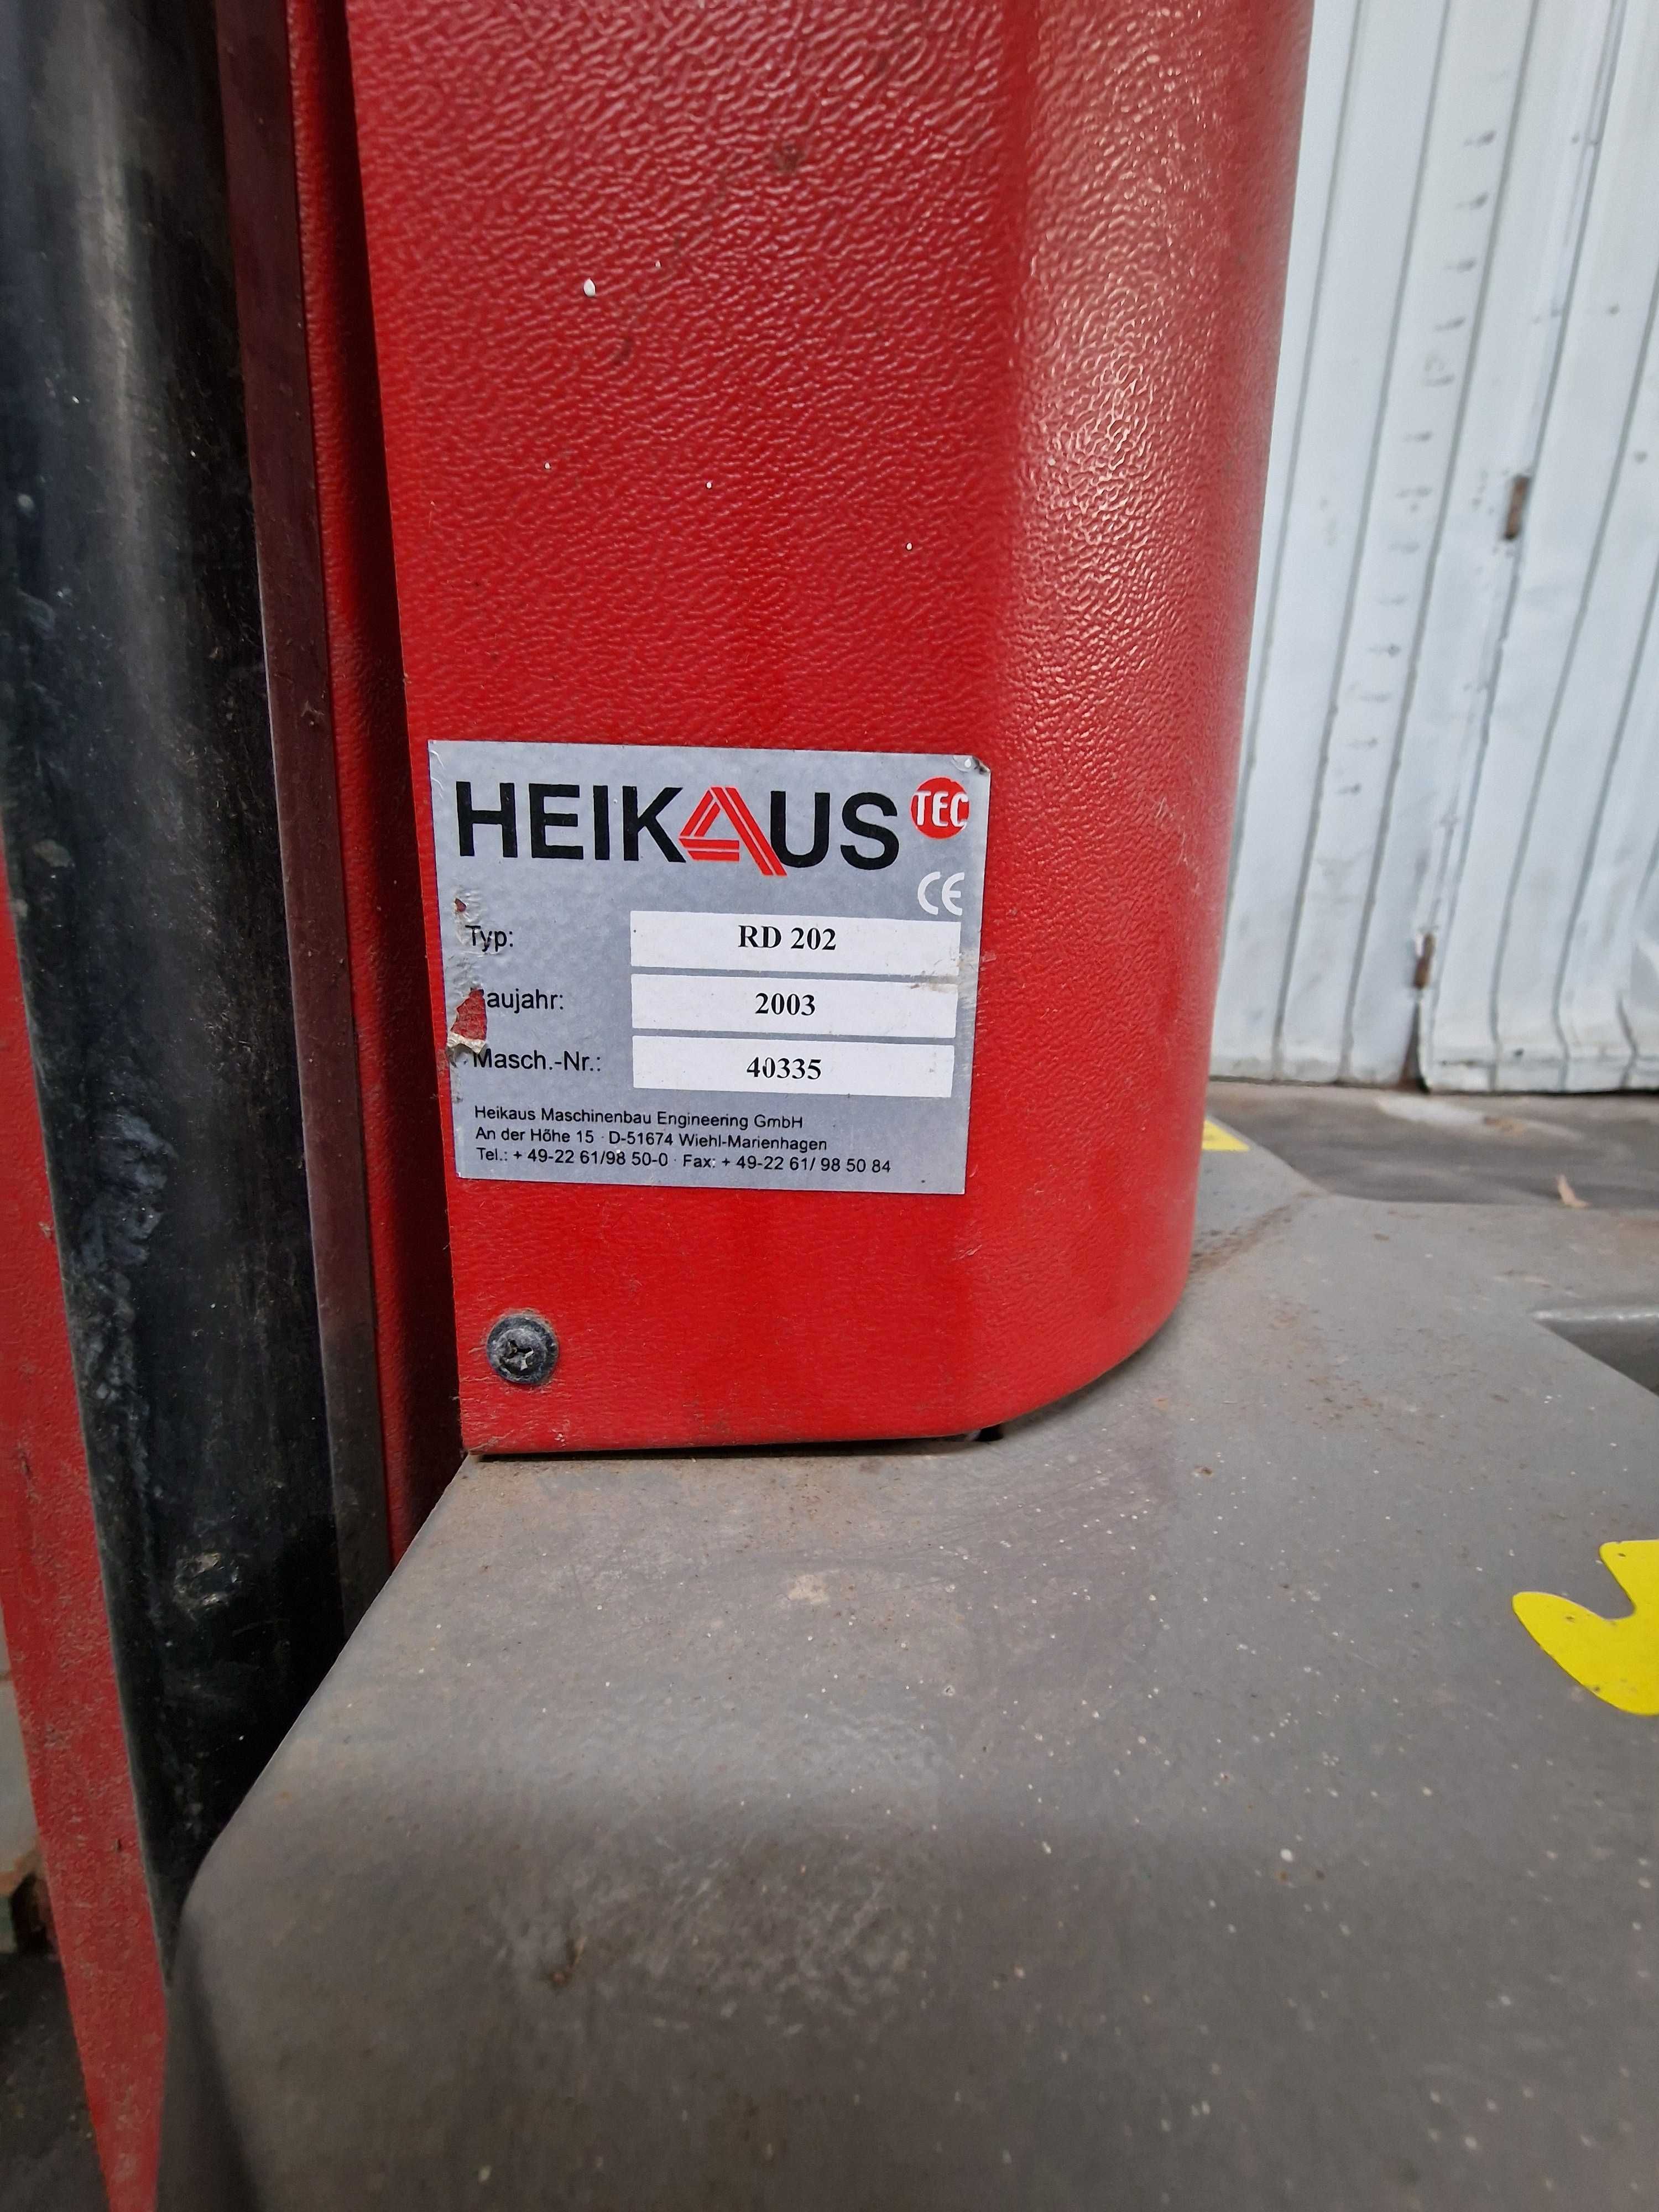 HEIKAUS TEC
CE
Typ: RD 202
Baujahr: 2003
Masch.-Nr.: 40335
Heikaus Maschinenbau Engineering GmbH
An der Höhe 15 · D-51674 Wiehl-Marienhagen
Tel.: + 49-22 61/98 50-0 · Fax: + 49-22 61/ 98 50 84